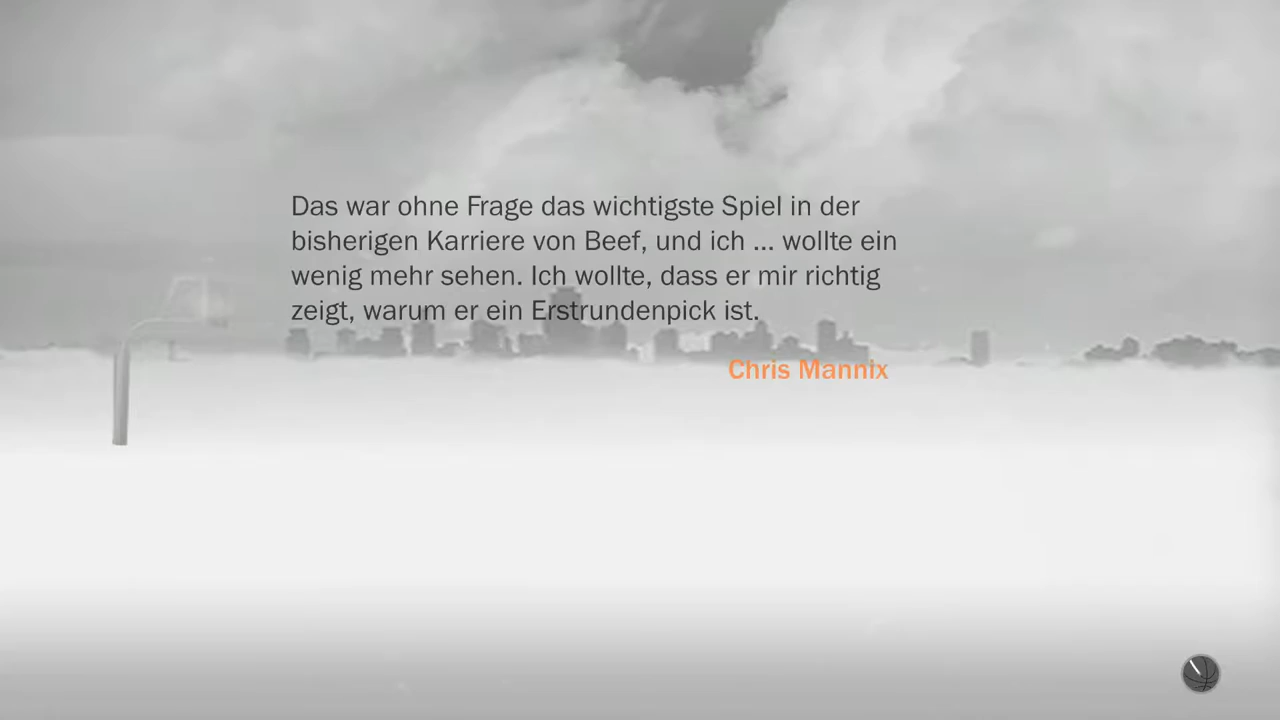 Das war ohne Frage das wichtigste Spiel in der
bisherigen Karriere von Beef, und ich ... wollte ein
wenig mehr sehen. Ich wollte, dass er mir richtig
zeigt, warum er ein Erstrundenpick ist.
Chris Mannix